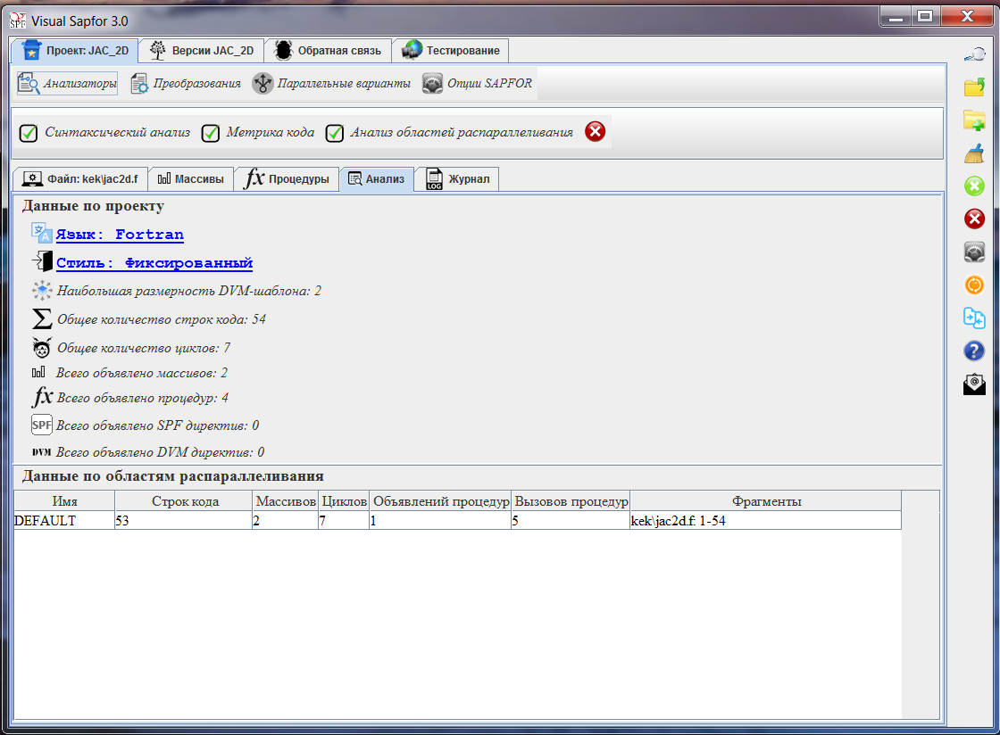 SPF Visual Sapfor 3.0
Проект: JAC_2D Версии JAC_2D Обратная связь Тестирование
Анализаторы Преобразования Параллельные варианты Опции SAPFOR
Синтаксический анализ Метрика кода Анализ областей распараллеливания
Файл: kek\jac2d.f Массивы fx Процедуры Анализ LOG Журнал
Данные по проекту
Язык: Fortran
Стиль: Фиксированный
Наибольшая размерность DVM-шаблона: 2
Σ Общее количество строк кода: 54
Общее количество циклов: 7
Всего объявлено массивов: 2
fx Всего объявлено процедур: 4
SPF Всего объявлено SPF директив: 0
DVM Всего объявлено DVM директив: 0
Данные по областям распараллеливания
Имя Строк кода Массивов Циклов Объявлений процедур Вызовов процедур Фрагменты
DEFAULT 53 2 7 1 5 kek\jac2d.f: 1-54